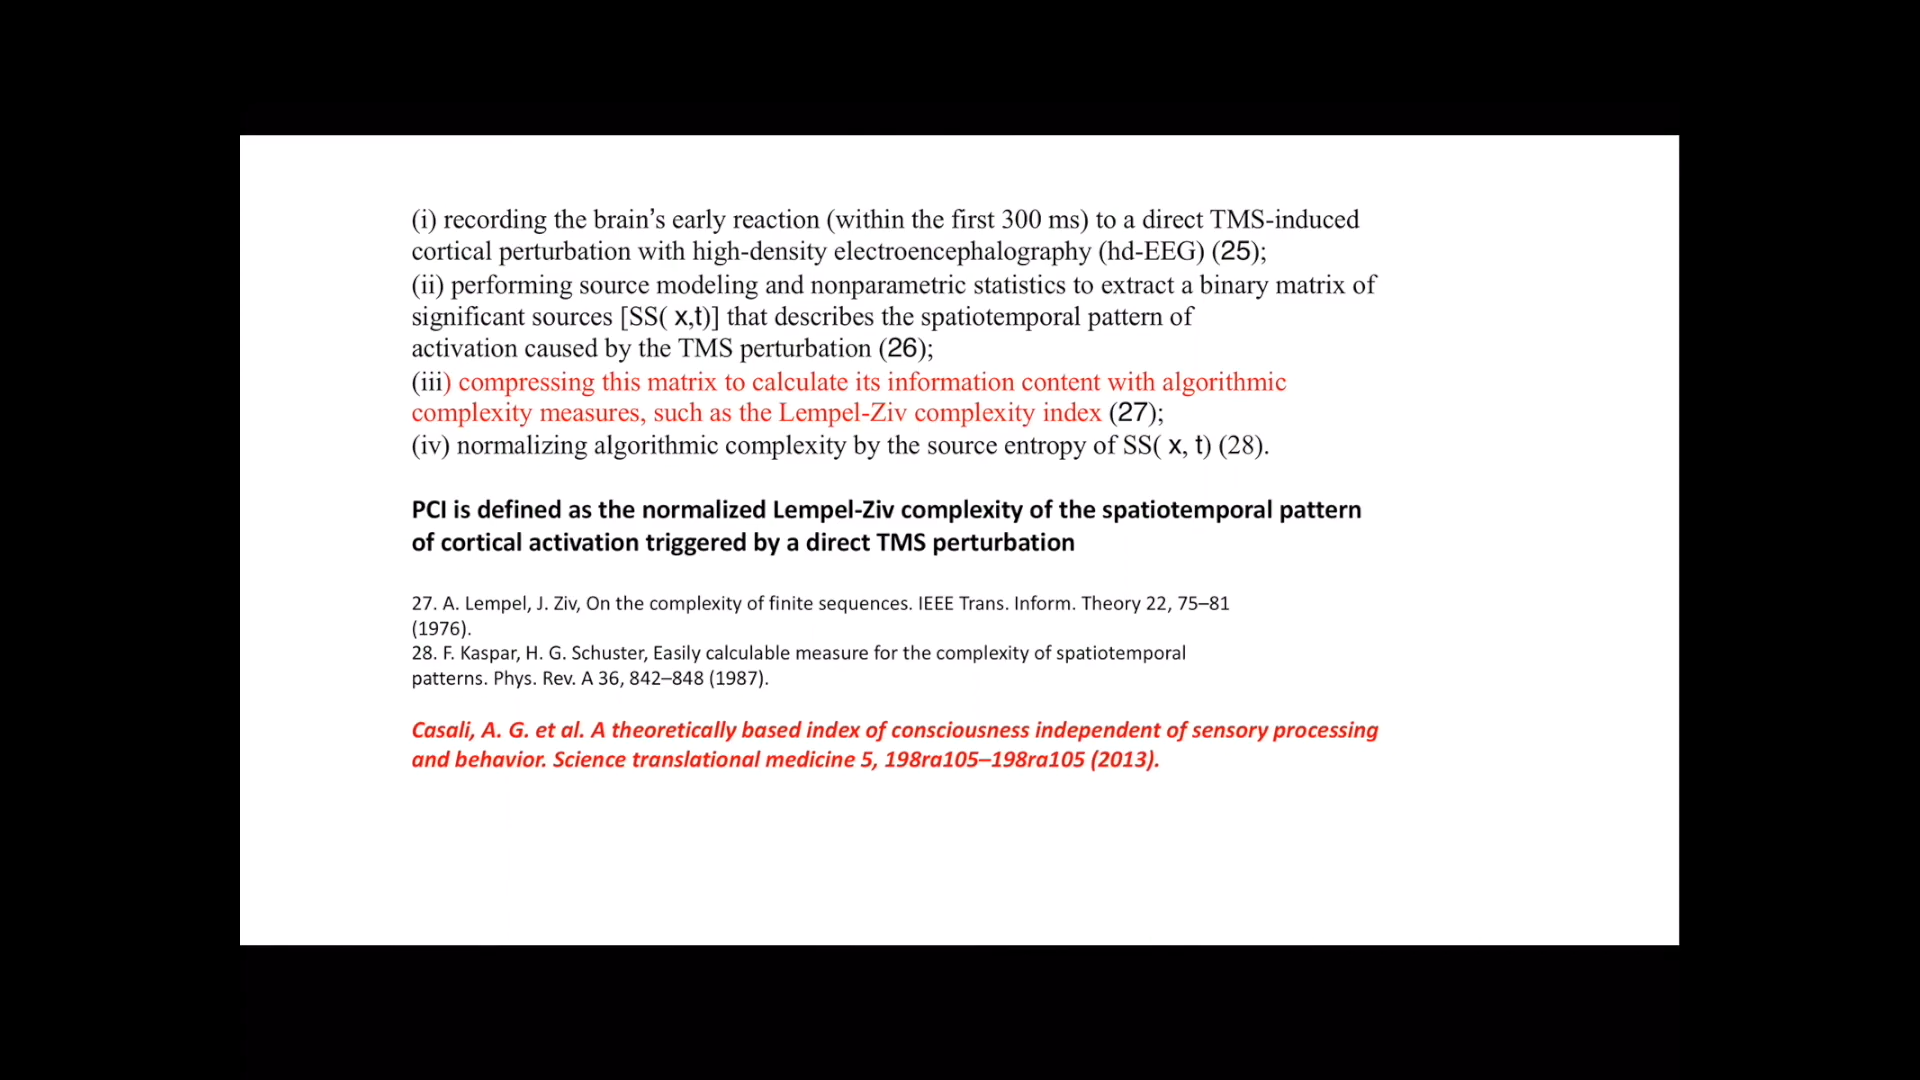 (i) recording the brain’s early reaction (within the first 300 ms) to a direct TMS-induced
cortical perturbation with high-density electroencephalography (hd-EEG) (25);
(ii) performing source modeling and nonparametric statistics to extract a binary matrix of
significant sources [SS( x,t)] that describes the spatiotemporal pattern of
activation caused by the TMS perturbation (26);
(iii) compressing this matrix to calculate its information content with algorithmic
complexity measures, such as the Lempel-Ziv complexity index (27);
(iv) normalizing algorithmic complexity by the source entropy of SS( x, t) (28).
PCI is defined as the normalized Lempel-Ziv complexity of the spatiotemporal pattern
of cortical activation triggered by a direct TMS perturbation
27. A. Lempel, J. Ziv, On the complexity of finite sequences. IEEE Trans. Inform. Theory 22, 75–81
(1976).
28. F. Kaspar, H. G. Schuster, Easily calculable measure for the complexity of spatiotemporal
patterns. Phys. Rev. A 36, 842–848 (1987).
Casali, A. G. et al. A theoretically based index of consciousness independent of sensory processing
and behavior. Science translational medicine 5, 198ra105–198ra105 (2013).